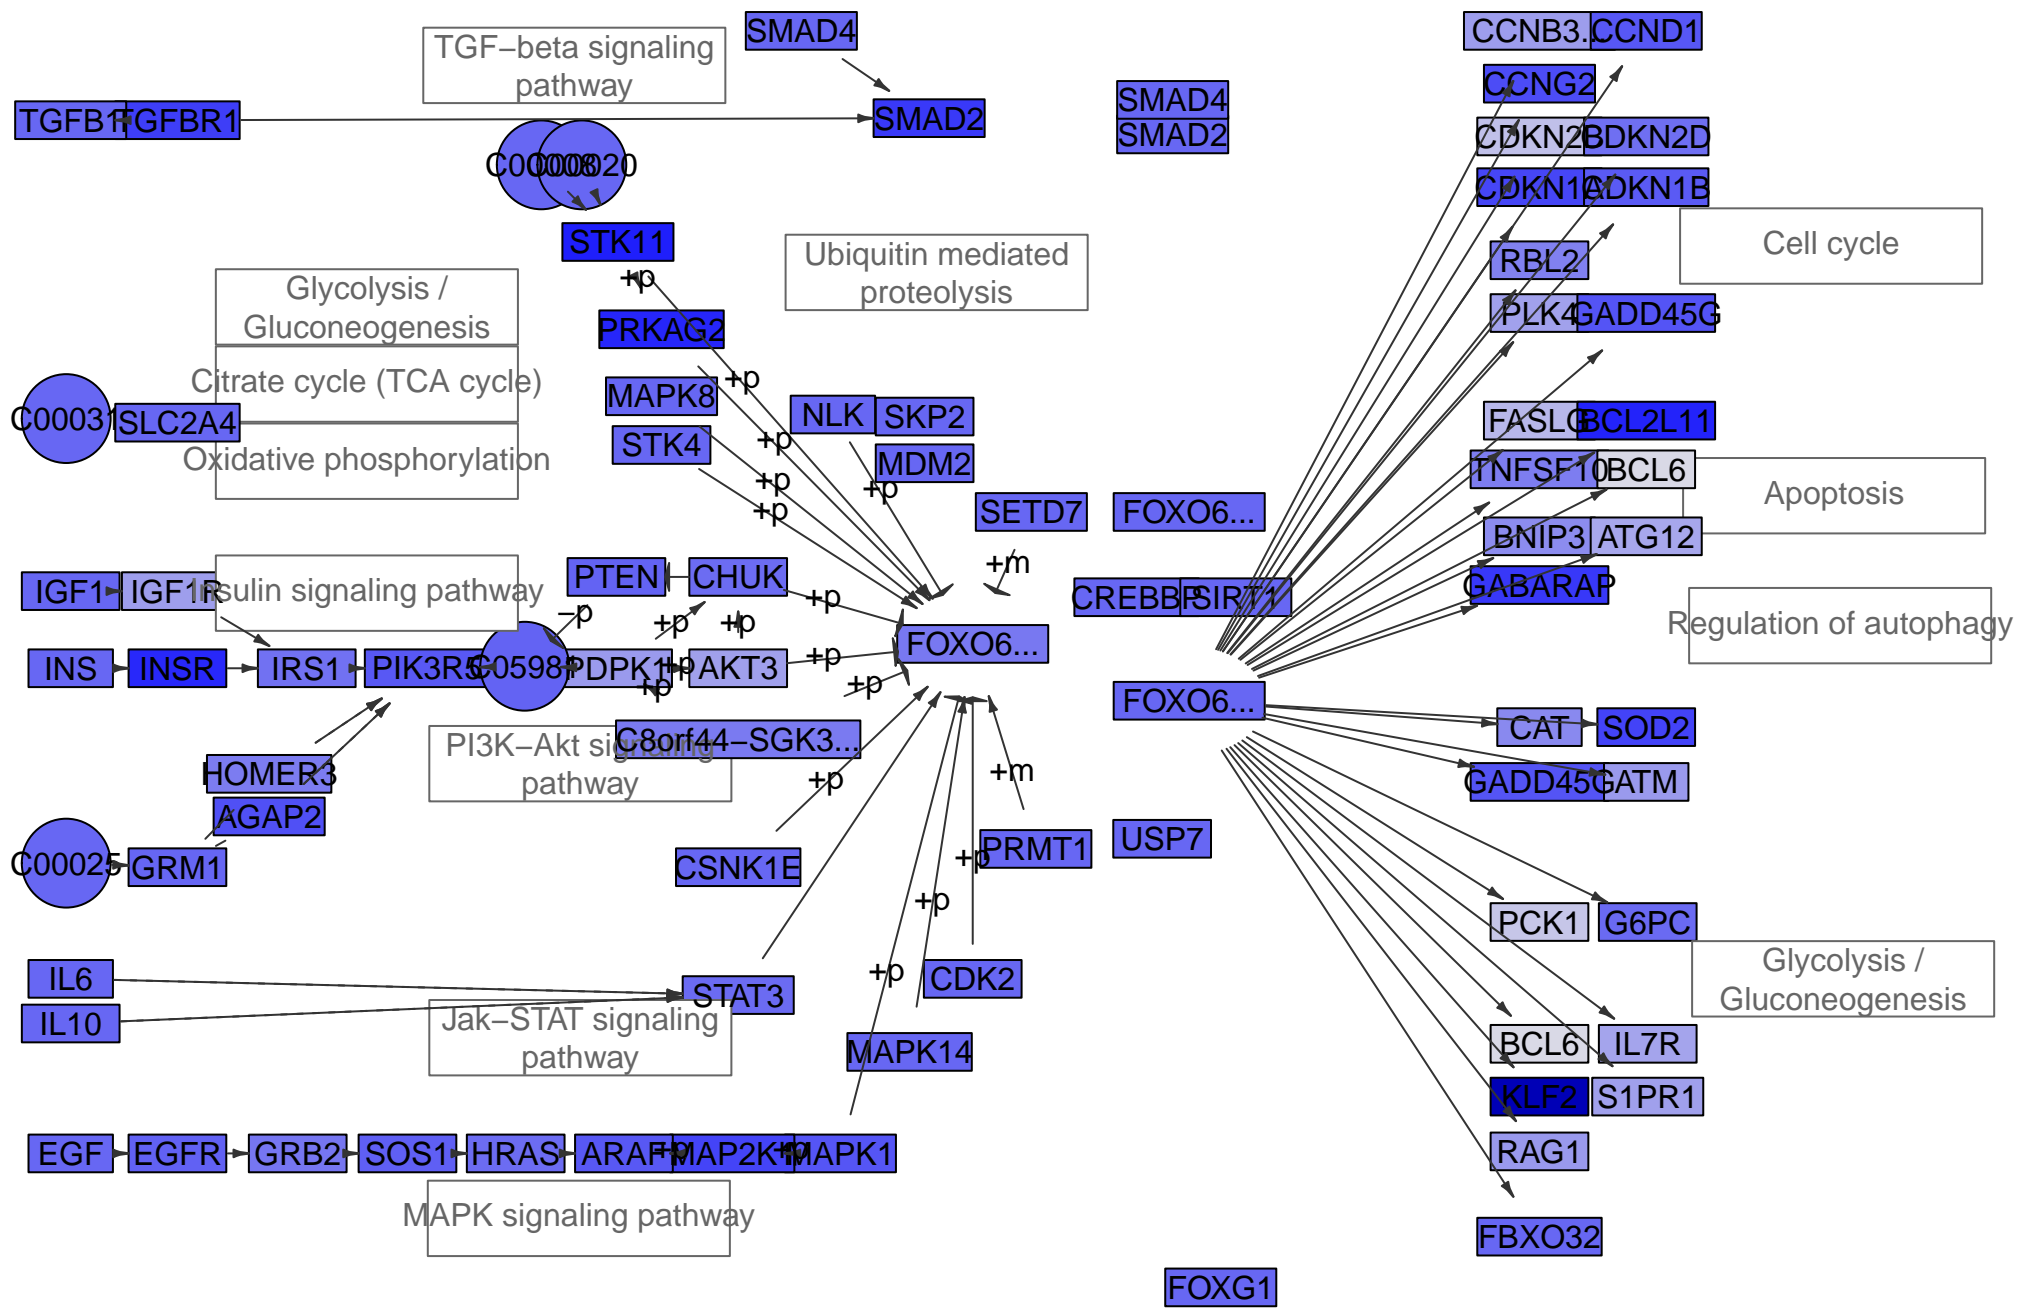 SMAD4
CCNB3...
CCND1
TGF−beta signaling
pathway
CCNG2
SMAD4
TGFB1
TGFBR1
SMAD2
SMAD2
CDKN2B
CDKN2D
C00020
CDKN1A
CDKN1B
STK11
Ubiquitin mediated
proteolysis
Cell cycle
RBL2
+p
Glycolysis /
Gluconeogenesis
PRKAG2
PLK4
GADD45G
+p
Citrate cycle (TCA cycle)
MAPK8
NLK
SKP2
C00031
SLC2A4
FASLG
BCL2L11
STK4
+p
Oxidative phosphorylation
MDM2
TNFSF10
BCL6
+p
+p
Apoptosis
+p
SETD7
FOXO6...
BNIP3
ATG12
+m
IGF1
IGF1R
Insulin signaling pathway
PTEN
CHUK
+p
CREBBP
SIRT1
GABARAP
−p
+p
+p
Regulation of autophagy
FOXO6...
INS
INSR
IRS1
PIK3R5
C05981
PDPK1
+p
AKT3
+p
+p
+p
FOXO6...
CAT
SOD2
C8orf44−SGK3...
PI3K−Akt signaling
pathway
HOMER3
+p
+m
GADD45G
GATM
AGAP2
C00025
GRM1
CSNK1E
+p
PRMT1
USP7
+p
PCK1
G6PC
IL6
+p
CDK2
STAT3
Glycolysis /
Gluconeogenesis
IL10
Jak−STAT signaling
pathway
MAPK14
BCL6
IL7R
KLF2
S1PR1
EGF
EGFR
GRB2
SOS1
HRAS
ARAF
+p
MAP2K1
+p
MAPK1
RAG1
MAPK signaling pathway
FBXO32
FOXG1